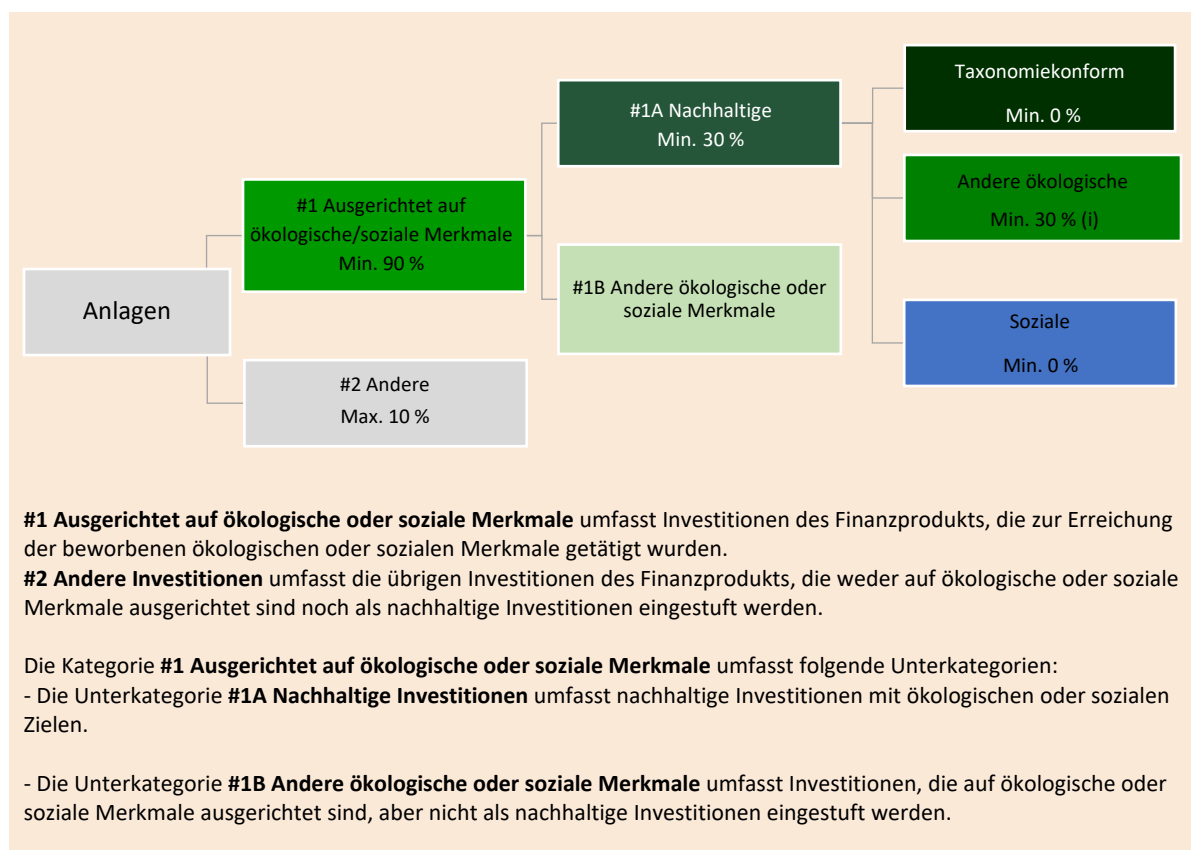 Anlagen
#1 Ausgerichtet auf
ökologische/soziale Merkmale
Min. 90 %
#2 Andere
Max. 10 %
#1A Nachhaltige
Min. 30 %
#1B Andere ökologische oder
soziale Merkmale
Taxonomiekonform
Min. 0 %
Andere ökologische
Min. 30 % (i)
Soziale
Min. 0 %
#1 Ausgerichtet auf ökologische oder soziale Merkmale umfasst Investitionen des Finanzprodukts, die zur Erreichung
der beworbenen ökologischen oder sozialen Merkmale getätigt wurden.
#2 Andere Investitionen umfasst die übrigen Investitionen des Finanzprodukts, die weder auf ökologische oder soziale
Merkmale ausgerichtet sind noch als nachhaltige Investitionen eingestuft werden.
Die Kategorie #1 Ausgerichtet auf ökologische oder soziale Merkmale umfasst folgende Unterkategorien:
- Die Unterkategorie #1A Nachhaltige Investitionen umfasst nachhaltige Investitionen mit ökologischen oder sozialen
Zielen.
- Die Unterkategorie #1B Andere ökologische oder soziale Merkmale umfasst Investitionen, die auf ökologische oder
soziale Merkmale ausgerichtet sind, aber nicht als nachhaltige Investitionen eingestuft werden.